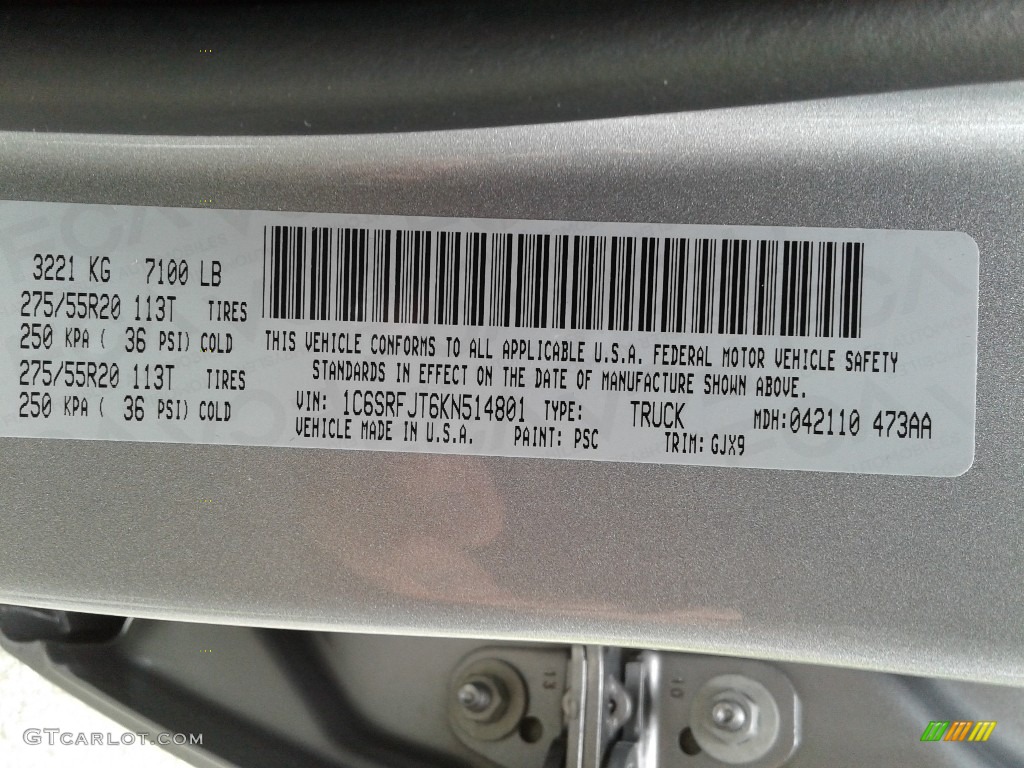 3221 KG 7100 LB
275/55R20 113T TIRES
250 KPA ( 36 PSI) COLD
275/55R20 113T TIRES
250 KPA ( 36 PSI) COLD
THIS VEHICLE CONFORMS TO ALL APPLICABLE U.S.A. FEDERAL MOTOR VEHICLE SAFETY
STANDARDS IN EFFECT ON THE DATE OF MANUFACTURE SHOWN ABOVE.
VIN: 1C6SRFJT6KN514801 TYPE: TRUCK MDH:042110 473AA
VEHICLE MADE IN U.S.A. PAINT: PSC TRIM: GJX9
13
10
GTCARLOT.COM